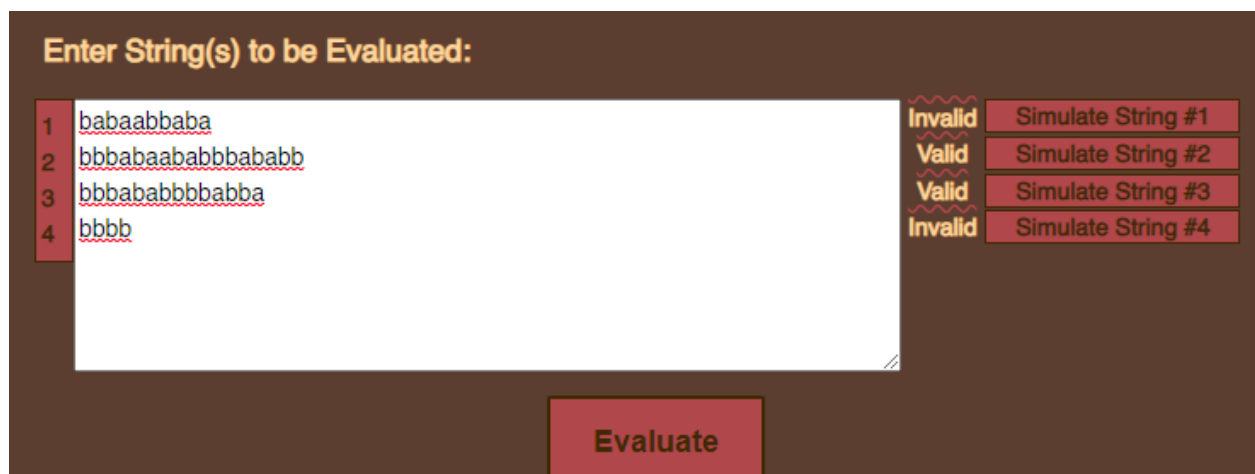 Enter String(s) to be Evaluated:
1 babaabbaba Invalid Simulate String #1
2 bbbabaababbbababb Valid Simulate String #2
3 bbbababbbbabba Valid Simulate String #3
4 bbbb Invalid Simulate String #4
Evaluate